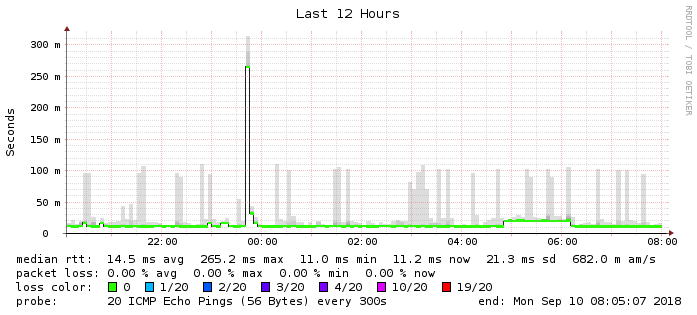 Last 12 Hours
RRDTOOL / TOBI OETIKER
Seconds
300 m
250 m
200 m
150 m
100 m
50 m
0
22:00 00:00 02:00 04:00 06:00 08:00
median rtt: 14.5 ms avg 265.2 ms max 11.0 ms min 11.2 ms now 21.3 ms sd 682.0 m am/s
packet loss: 0.00 % avg 0.00 % max 0.00 % min 0.00 % now
loss color: 0 1/20 2/20 3/20 4/20 10/20 19/20
probe: 20 ICMP Echo Pings (56 Bytes) every 300s end: Mon Sep 10 08:05:07 2018